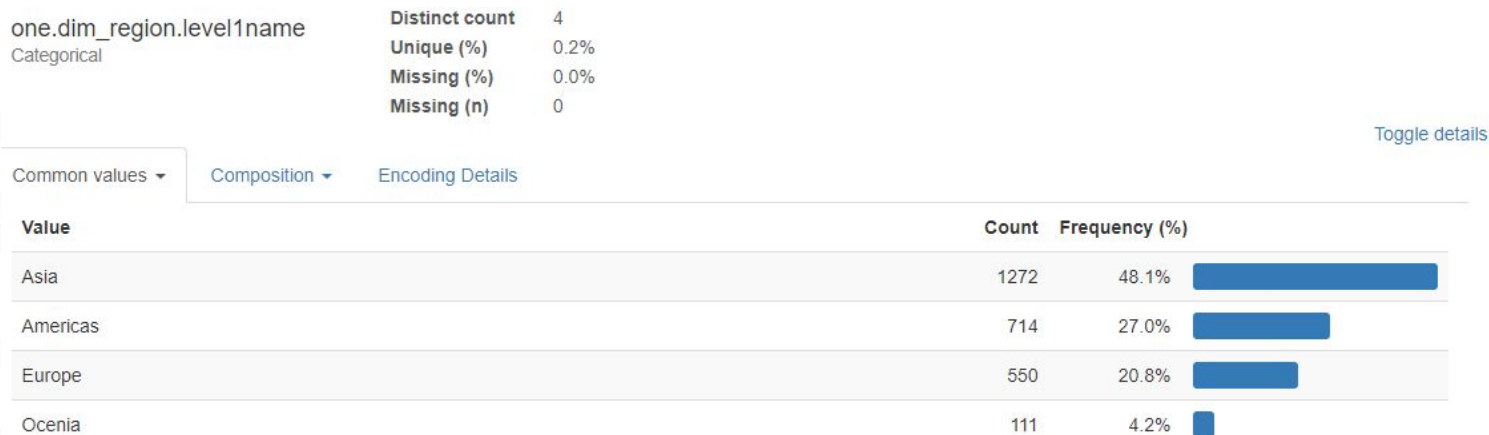 one.dim_region.level1name
Categorical
Distinct count 4
Unique (%) 0.2%
Missing (%) 0.0%
Missing (n) 0
Toggle details
Common values Composition Encoding Details
Value Count Frequency (%)
Asia 1272 48.1%
Americas 714 27.0%
Europe 550 20.8%
Ocenia 111 4.2%